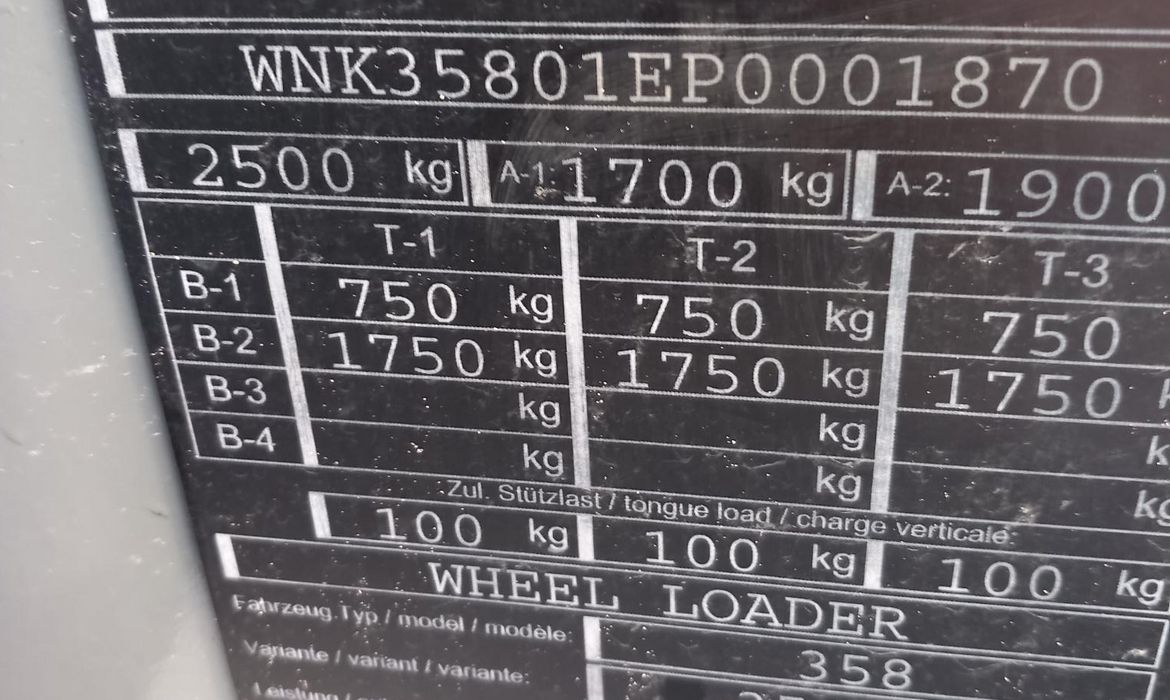 WNK35801EP0001870
2500 kg A-1: 1700 kg A-2: 1900
T-1 T-2 T-3
B-1 750 kg 750 kg 750
B-2 1750 kg 1750 kg 1750
B-3 kg kg
B-4 kg kg kg
Zul. Stützlast / tongue load / charge verticale:
100 kg 100 kg 100 kg
WHEEL LOADER
Fahrzeug.Typ / model / modèle: 358
Variante / variant / variante:
Leistung /